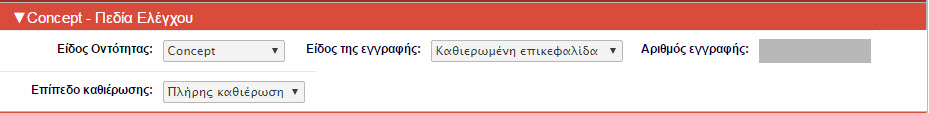 ▼Concept - Πεδία Ελέγχου
Είδος Οντότητας: Concept Είδος της εγγραφής: Καθιερωμένη επικεφαλίδα Αριθμός εγγραφής:
Επίπεδο καθιέρωσης: Πλήρης καθιέρωση